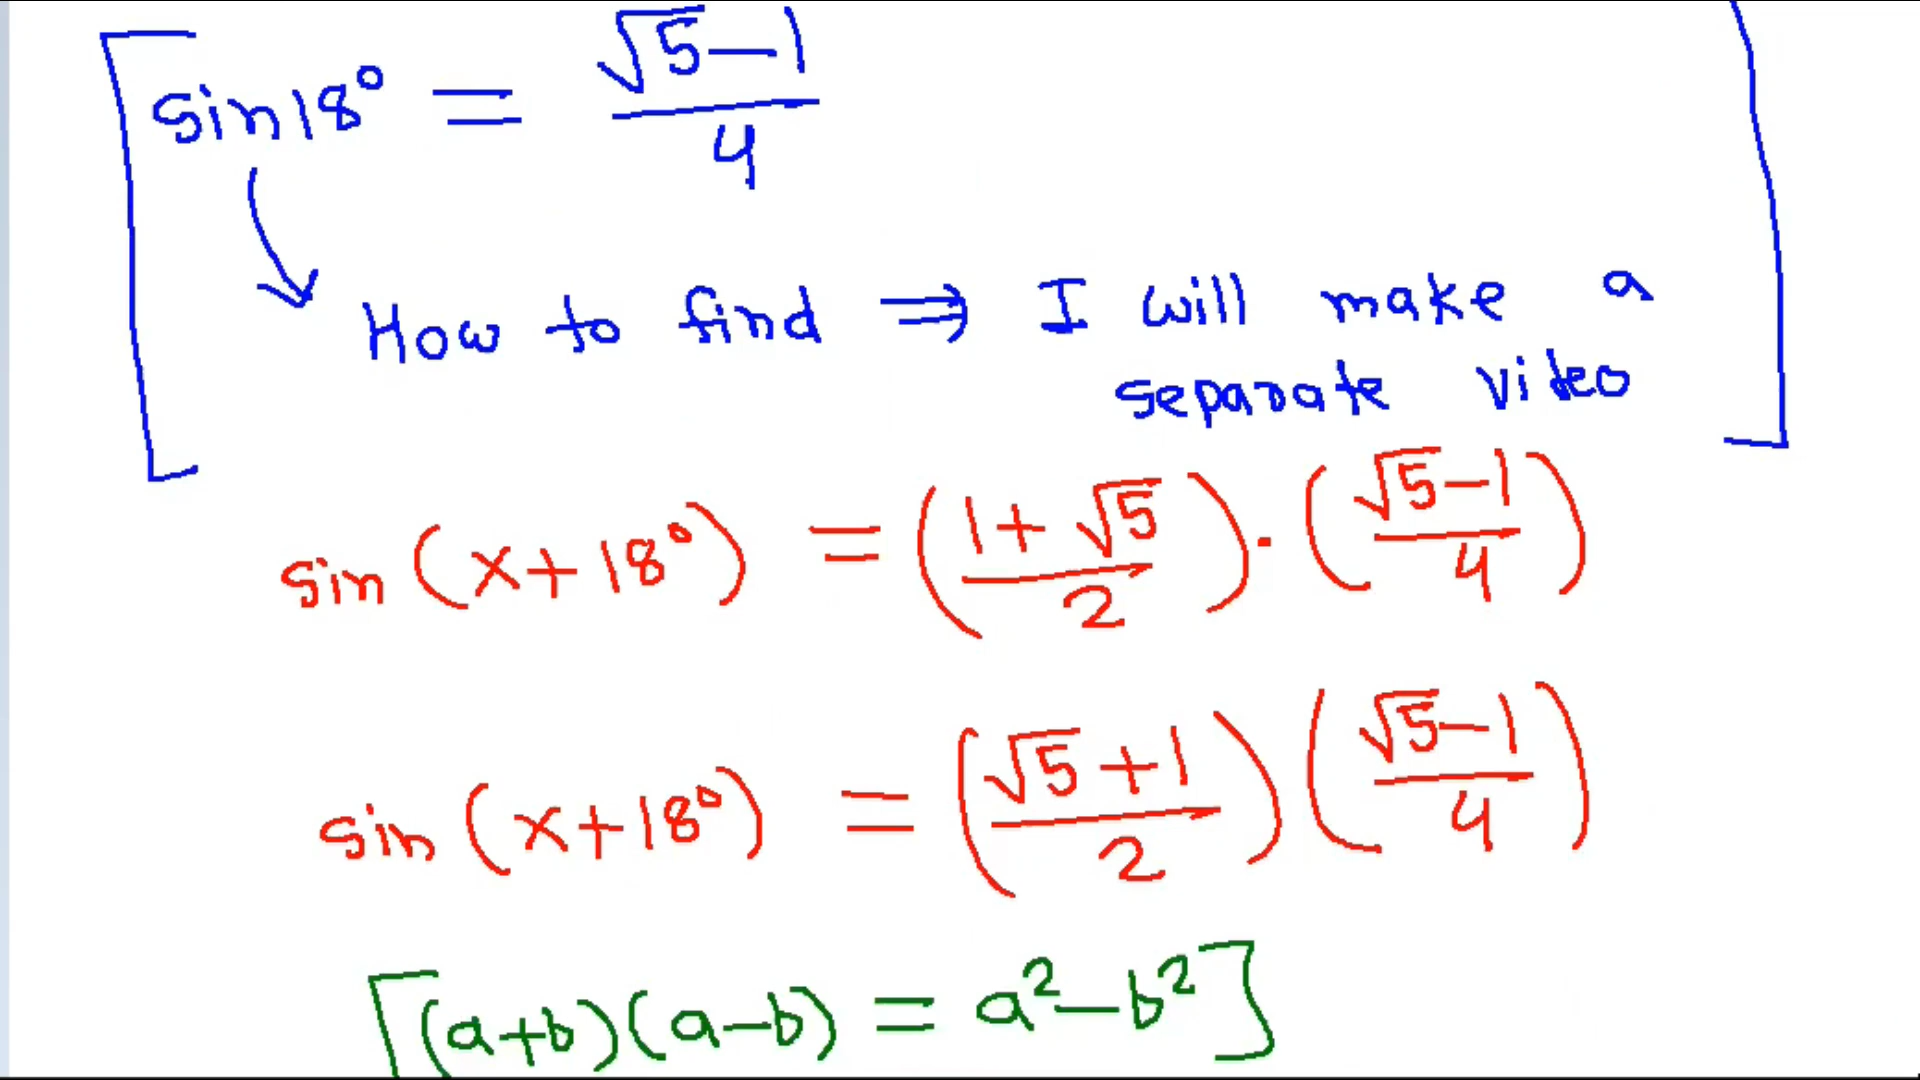 sin18° = (√5-1)/4
How to find ⇒ I will make a
separate video
sin(x+18°) = ((1+√5)/2)·((√5-1)/4)
sin(x+18°) = ((√5+1)/2)((√5-1)/4)
[(a+b)(a-b) = a²-b²]